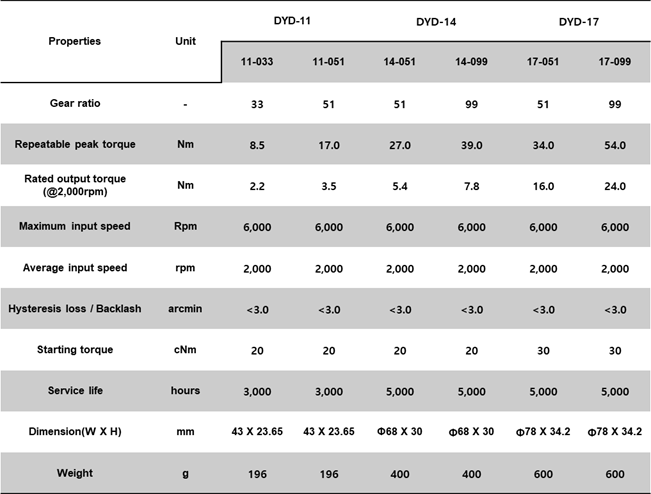 Properties Unit DYD-11 DYD-14 DYD-17
11-033 11-051 14-051 14-099 17-051 17-099
Gear ratio - 33 51 51 99 51 99
Repeatable peak torque Nm 8.5 17.0 27.0 39.0 34.0 54.0
Rated output torque
(@2,000rpm) Nm 2.2 3.5 5.4 7.8 16.0 24.0
Maximum input speed Rpm 6,000 6,000 6,000 6,000 6,000 6,000
Average input speed rpm 2,000 2,000 2,000 2,000 2,000 2,000
Hysteresis loss / Backlash arcmin <3.0 <3.0 <3.0 <3.0 <3.0 <3.0
Starting torque cNm 20 20 20 20 30 30
Service life hours 3,000 3,000 5,000 5,000 5,000 5,000
Dimension(W X H) mm 43 X 23.65 43 X 23.65 Φ68 X 30 Φ68 X 30 Φ78 X 34.2 Φ78 X 34.2
Weight g 196 196 400 400 600 600